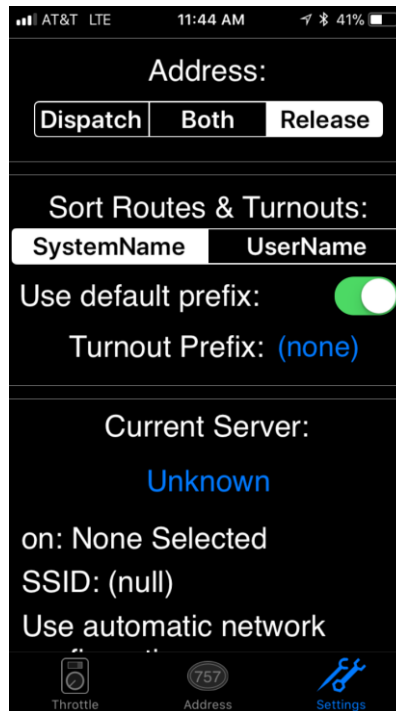 AT&T LTE 11:44 AM 41%
Address:
Dispatch Both Release
Sort Routes & Turnouts:
SystemName UserName
Use default prefix:
Turnout Prefix: (none)
Current Server:
Unknown
on: None Selected
SSID: (null)
Use automatic network
757
Throttle Address Settings